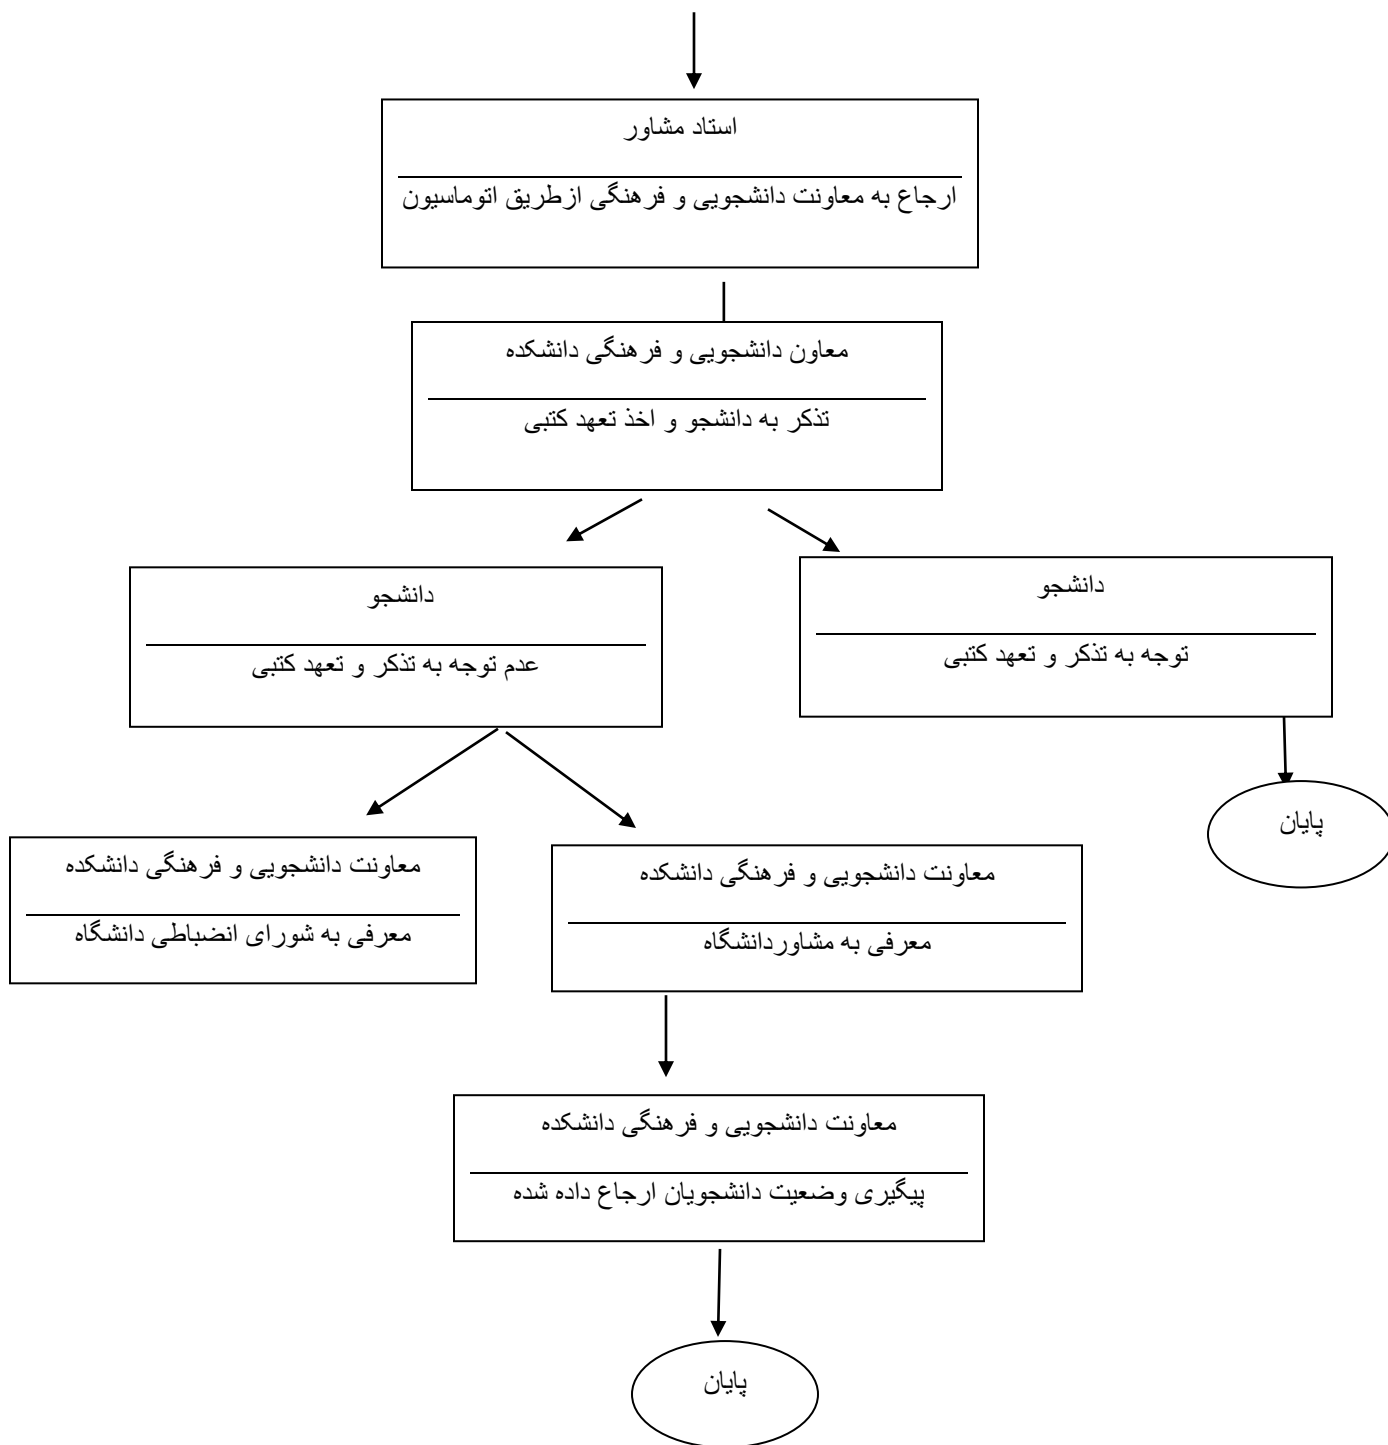 استاد مشاور
ارجاع به معاونت دانشجویی و فرهنگی ازطریق اتوماسیون
معاون دانشجویی و فرهنگی دانشکده
تذکر به دانشجو و اخذ تعهد کتبی
دانشجو
توجه به تذکر و تعهد کتبی
دانشجو
عدم توجه به تذکر و تعهد کتبی
پایان
معاونت دانشجویی و فرهنگی دانشکده
معرفی به مشاوردانشگاه
معاونت دانشجویی و فرهنگی دانشکده
معرفی به شورای انضباطی دانشگاه
معاونت دانشجویی و فرهنگی دانشکده
پیگیری وضعیت دانشجویان ارجاع داده شده
پایان